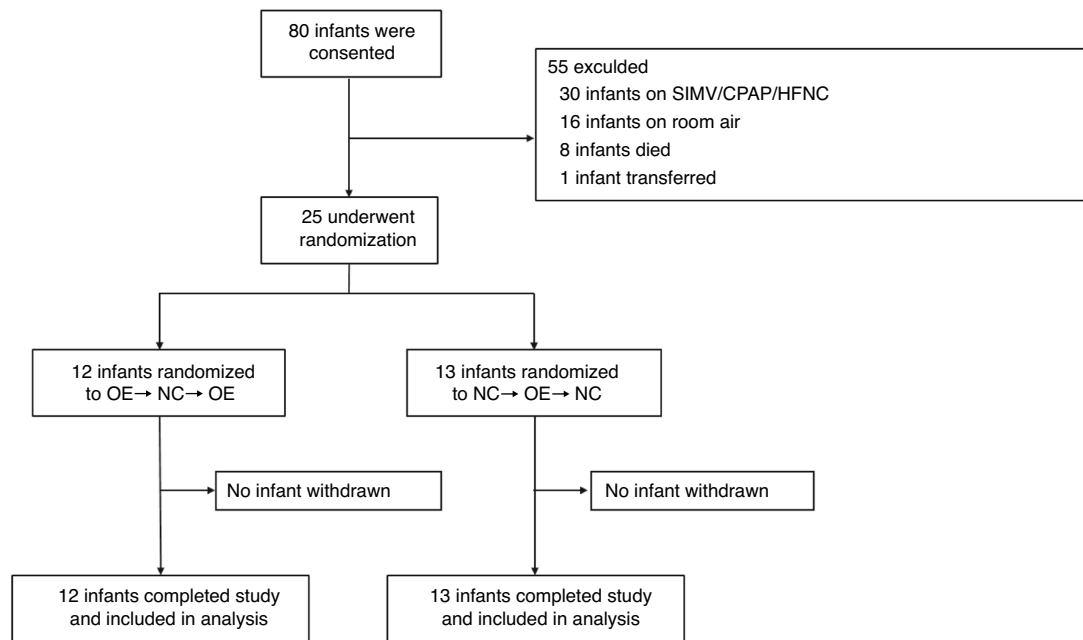 80 infants were
consented
55 exculded
30 infants on SIMV/CPAP/HFNC
16 infants on room air
8 infants died
1 infant transferred
25 underwent
randomization
12 infants randomized
to OE→ NC→ OE
13 infants randomized
to NC→ OE→ NC
No infant withdrawn
No infant withdrawn
12 infants completed study
and included in analysis
13 infants completed study
and included in analysis